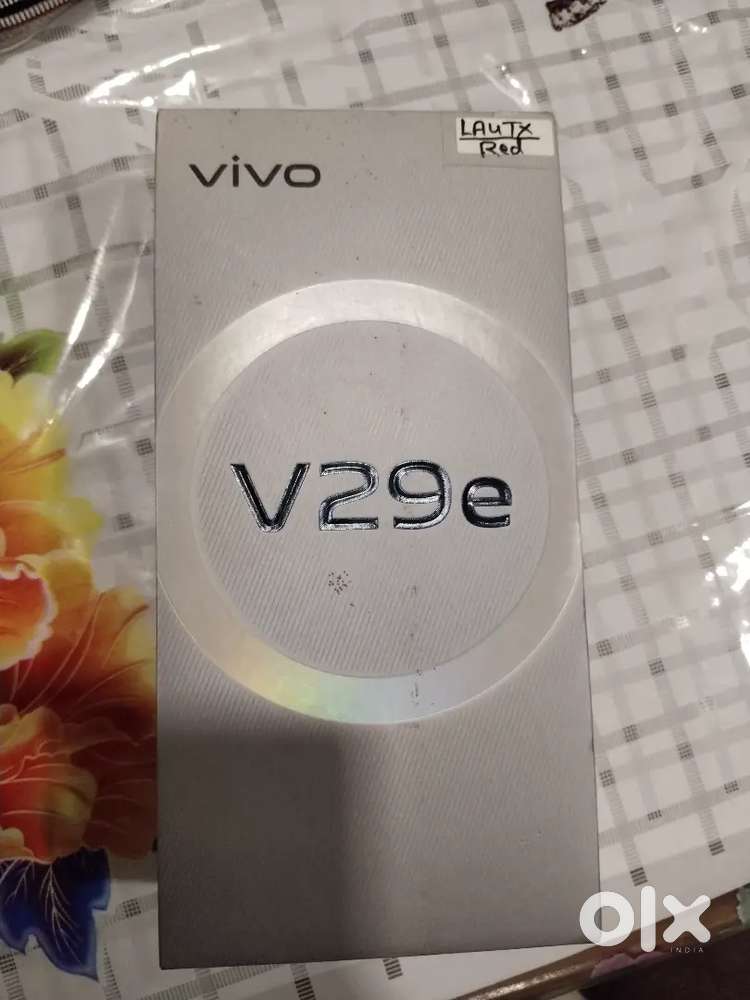 vivo
LAUTX
Red
V29e
olx
INDIA